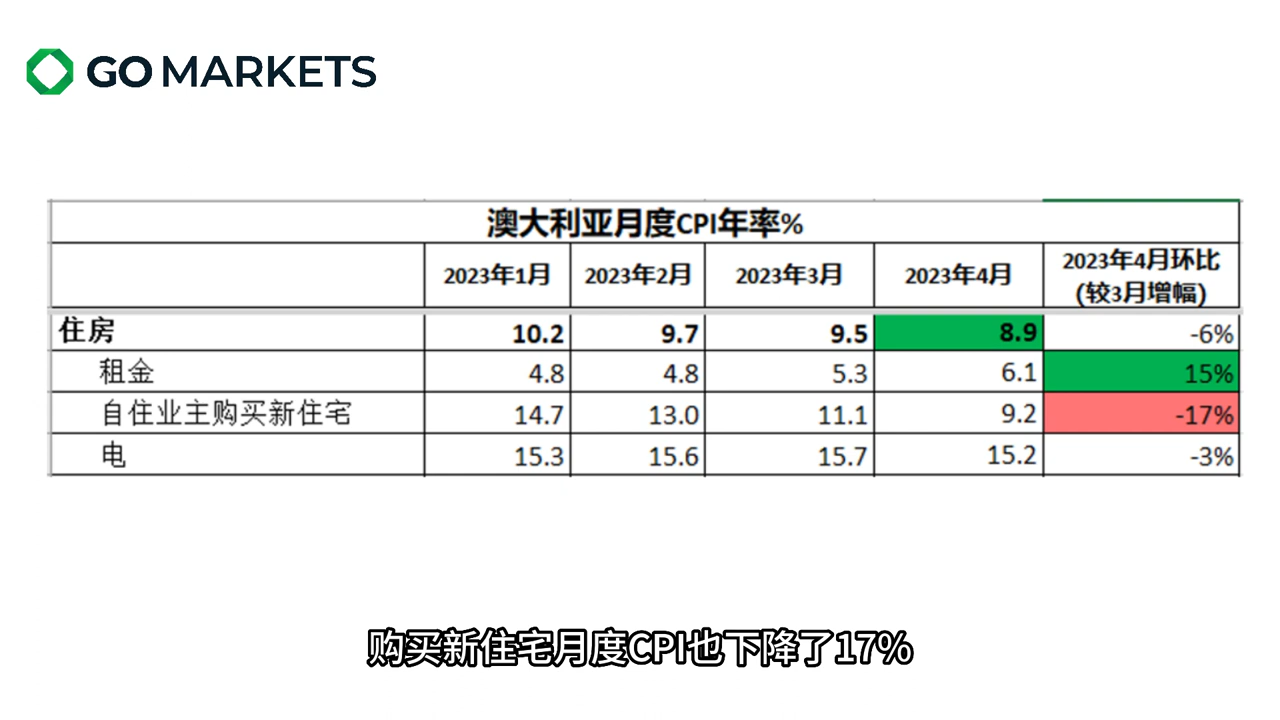 GO MARKETS
澳大利亚月度CPI年率%
2023年1月 2023年2月 2023年3月 2023年4月 2023年4月环比
(较3月增幅)
住房 10.2 9.7 9.5 8.9 -6%
租金 4.8 4.8 5.3 6.1 15%
自住业主购买新住宅 14.7 13.0 11.1 9.2 -17%
电 15.3 15.6 15.7 15.2 -3%
购买新住宅月度CPI也下降了17%